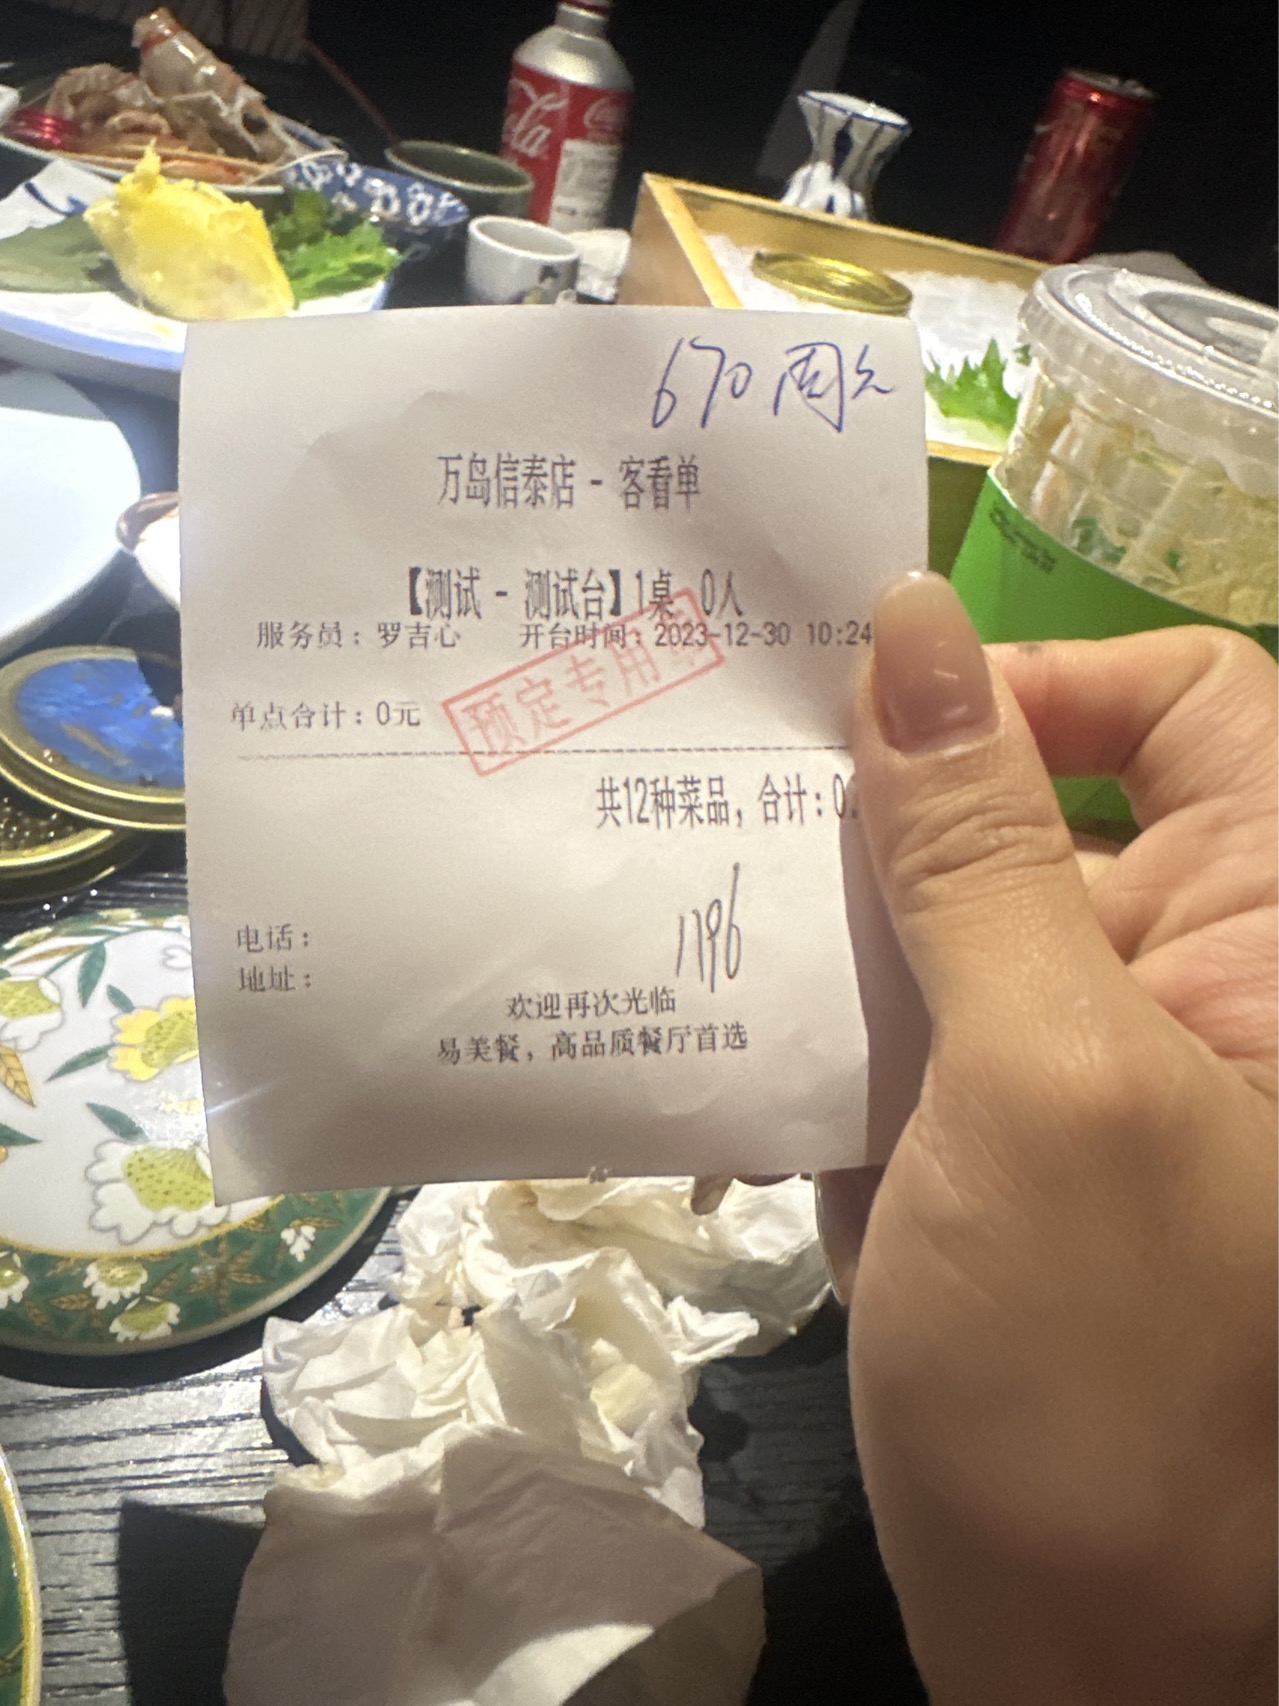 670 周元
万岛信泰店 - 客看单
【测试 - 测试台】1桌 0人
服务员：罗吉心 开台时间：2023-12-30 10:24
单点合计：0元
预定专用章
共12种菜品，合计：0
1196
电话：
地址：
欢迎再次光临
易美餐，高品质餐厅首选